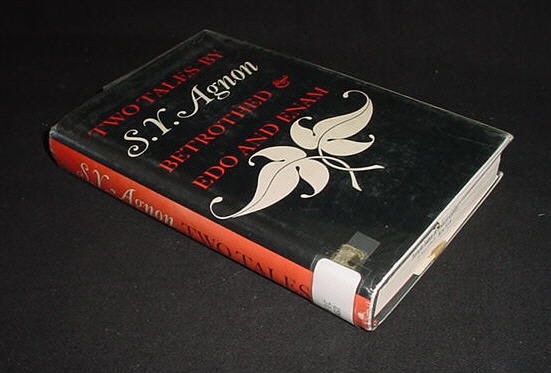 TWO TALES BY
S.Y. Agnon
BETROTHED &
EDO AND ENAM
S.Y. Agnon TWO TALES